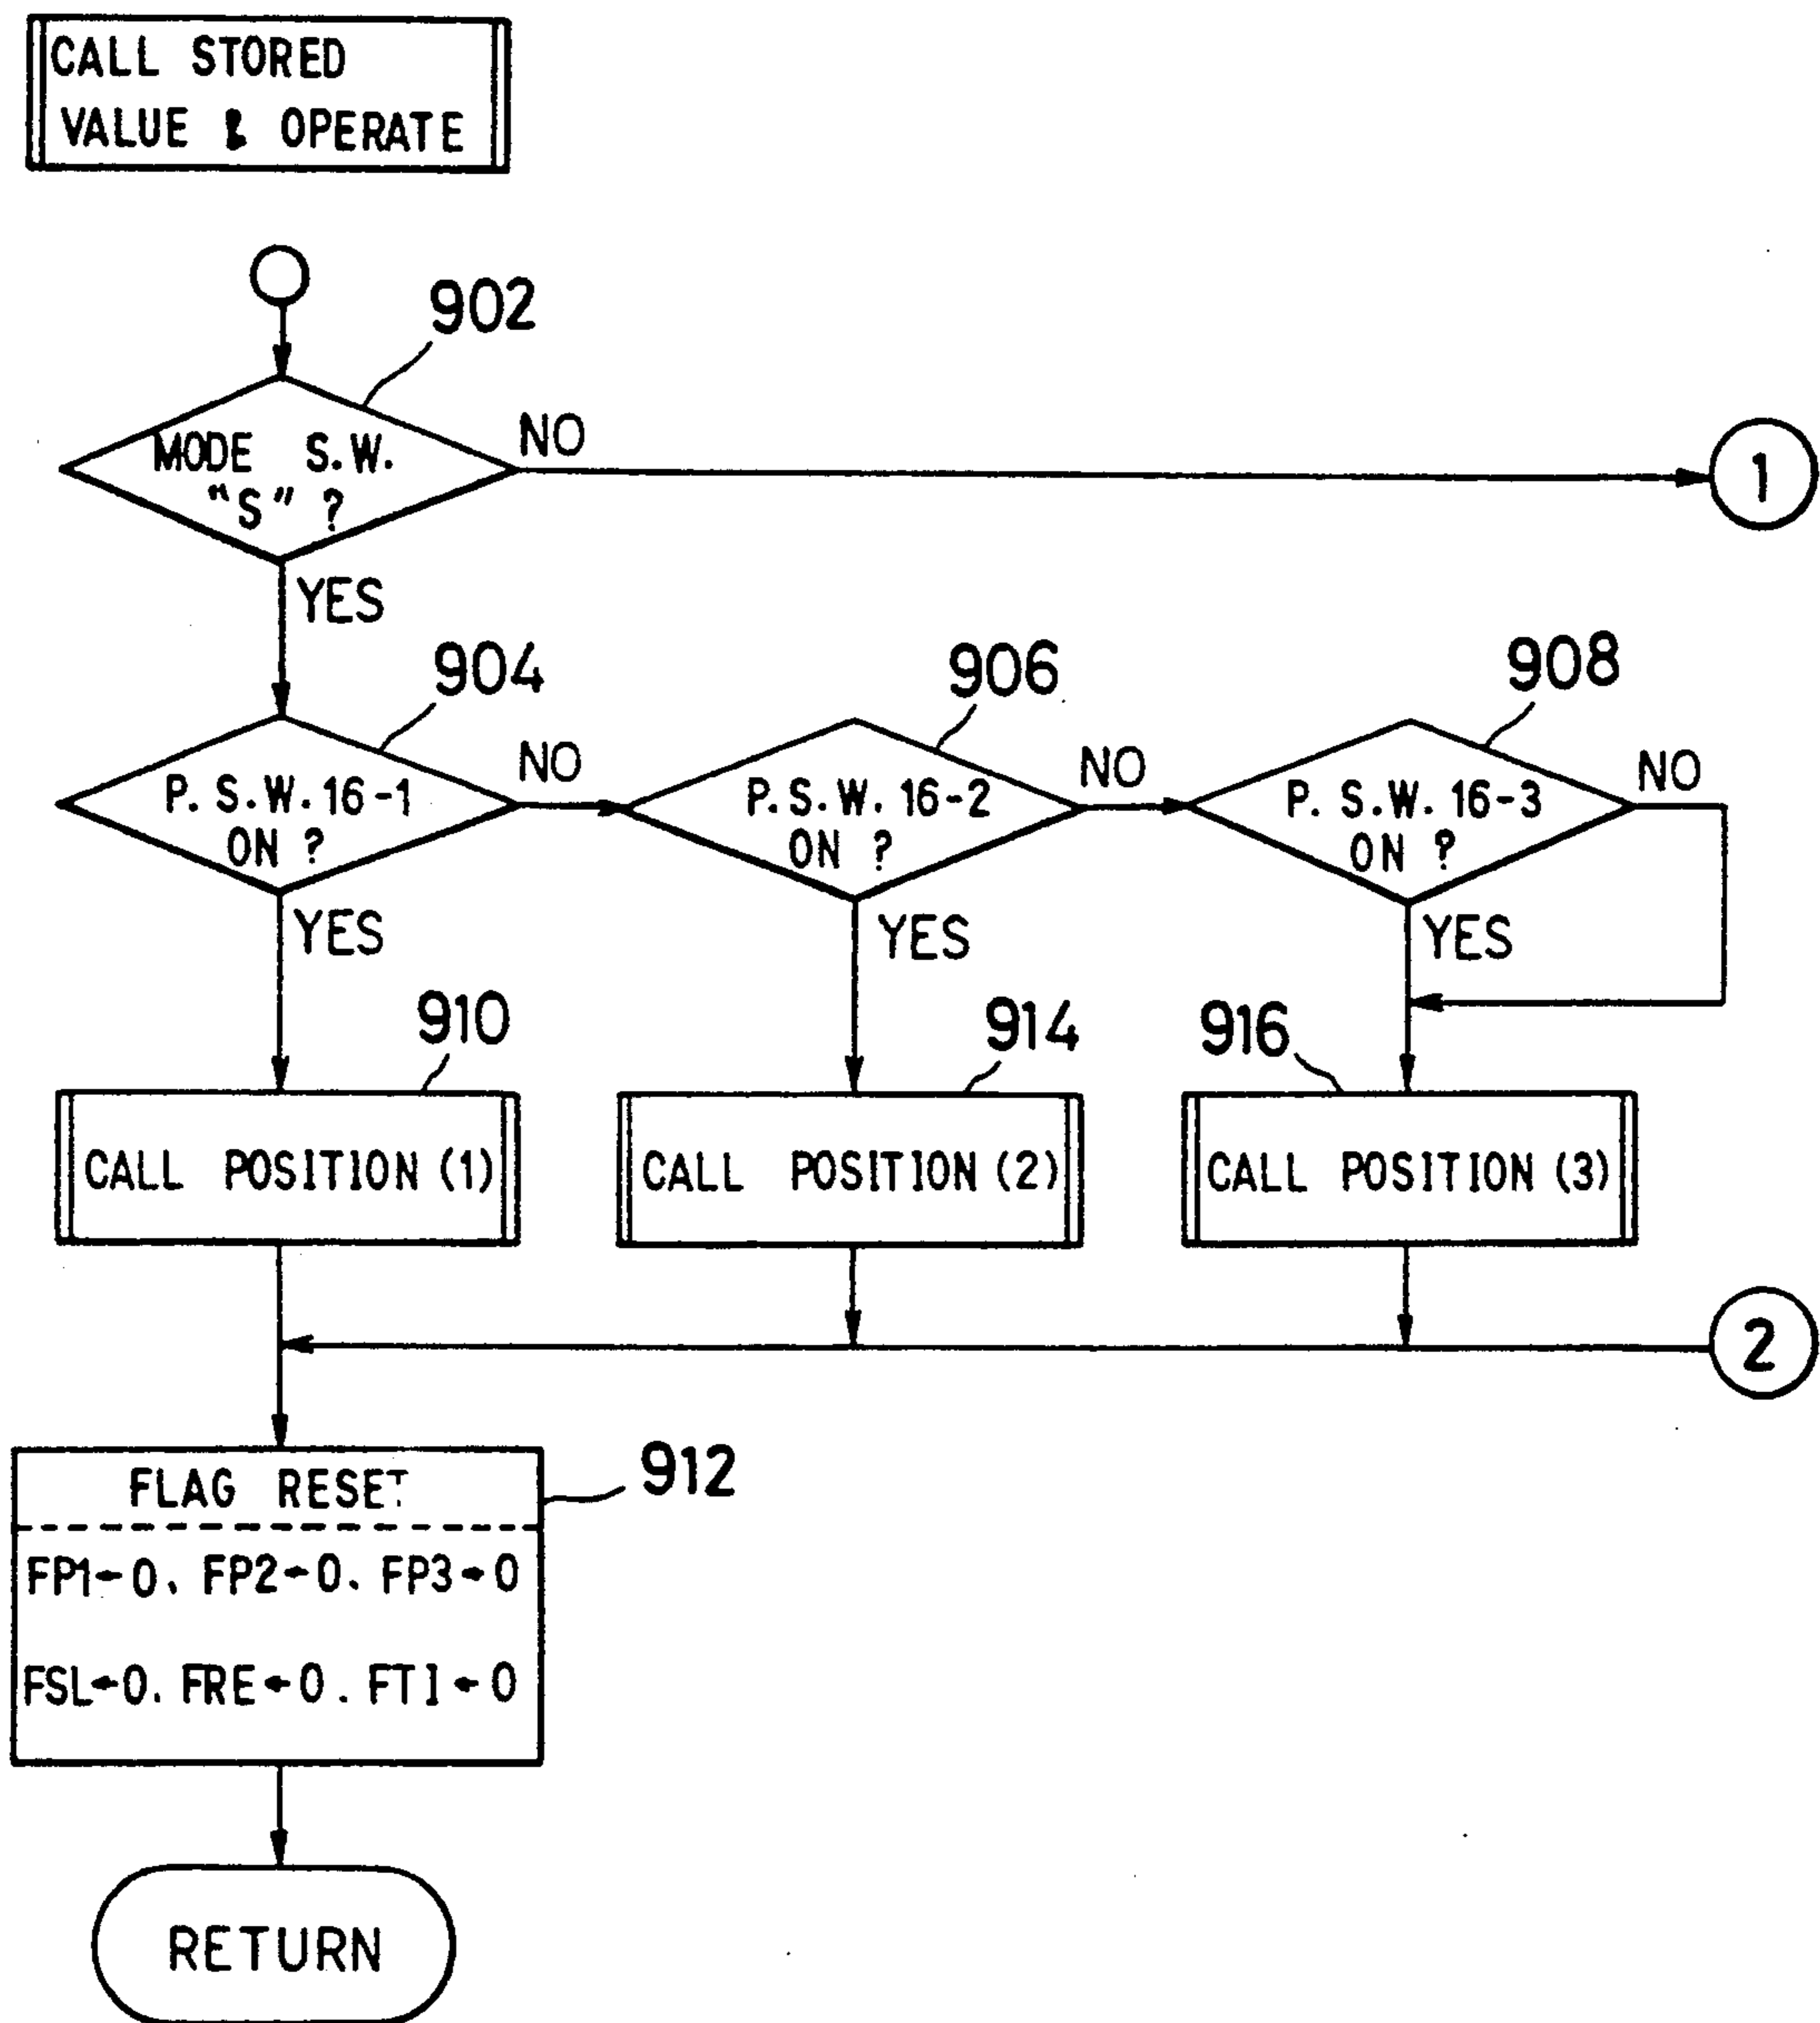 CALL STORED
VALUE & OPERATE
902
MODE S.W.
"S" ?
NO
1
YES
904
906
908
P. S. W. 16-1
ON ?
NO
P. S. W. 16-2
ON ?
NO
P. S. W. 16-3
ON ?
NO
YES
YES
YES
910
914
916
CALL POSITION (1)
CALL POSITION (2)
CALL POSITION (3)
2
FLAG RESET
912
FP1←0. FP2←0. FP3←0
FSL←0. FRE←0. FTI←0
RETURN